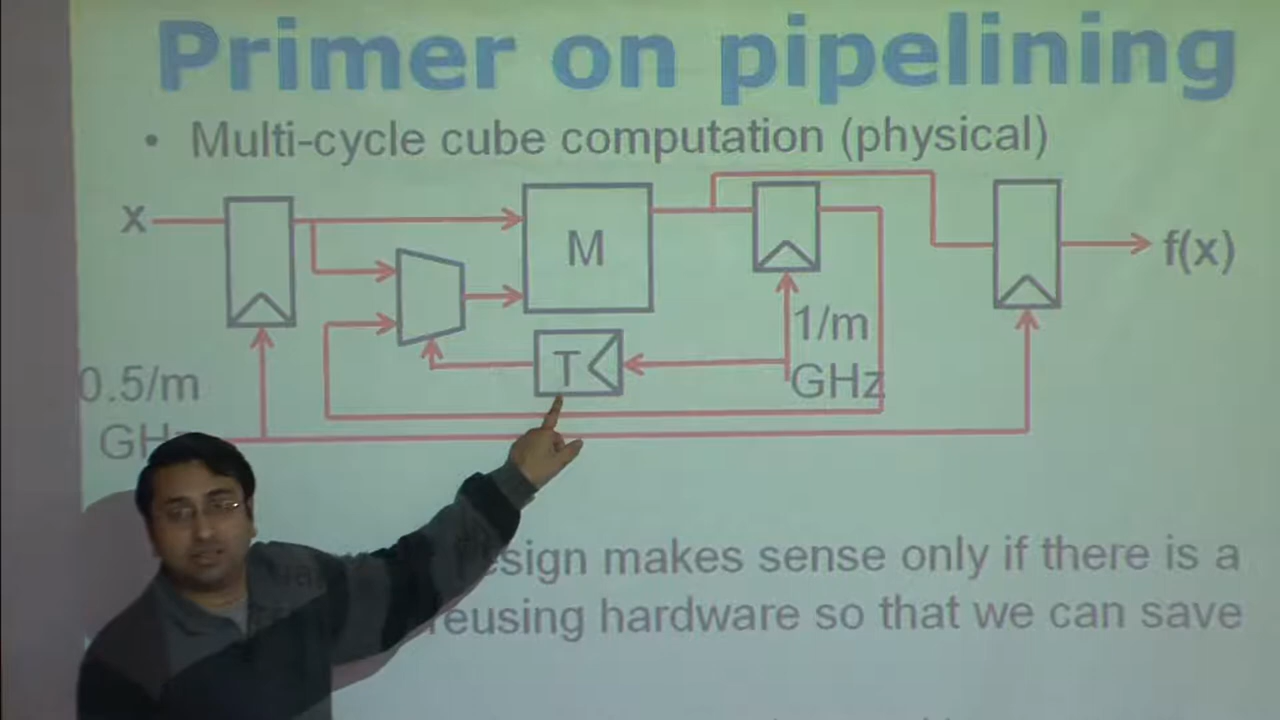 Primer on pipelining
• Multi-cycle cube computation (physical)
x
M
f(x)
1/m
GHz
T
0.5/m
GHz
design makes sense only if there is a
reusing hardware so that we can save